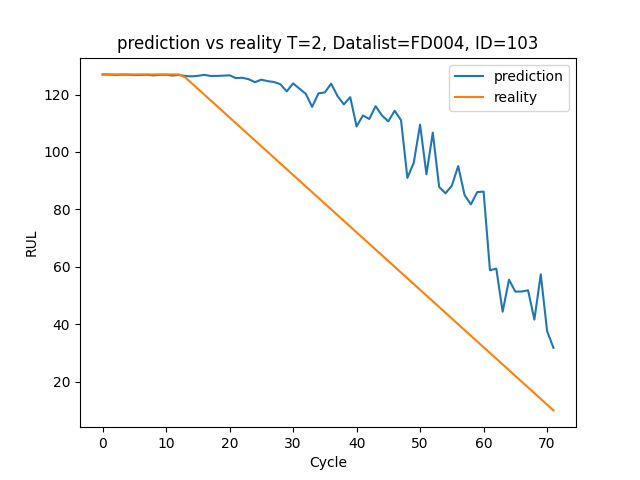 prediction vs reality T=2, Datalist=FD004, ID=103
prediction
reality
RUL
120
100
80
60
40
20
0 10 20 30 40 50 60 70
Cycle